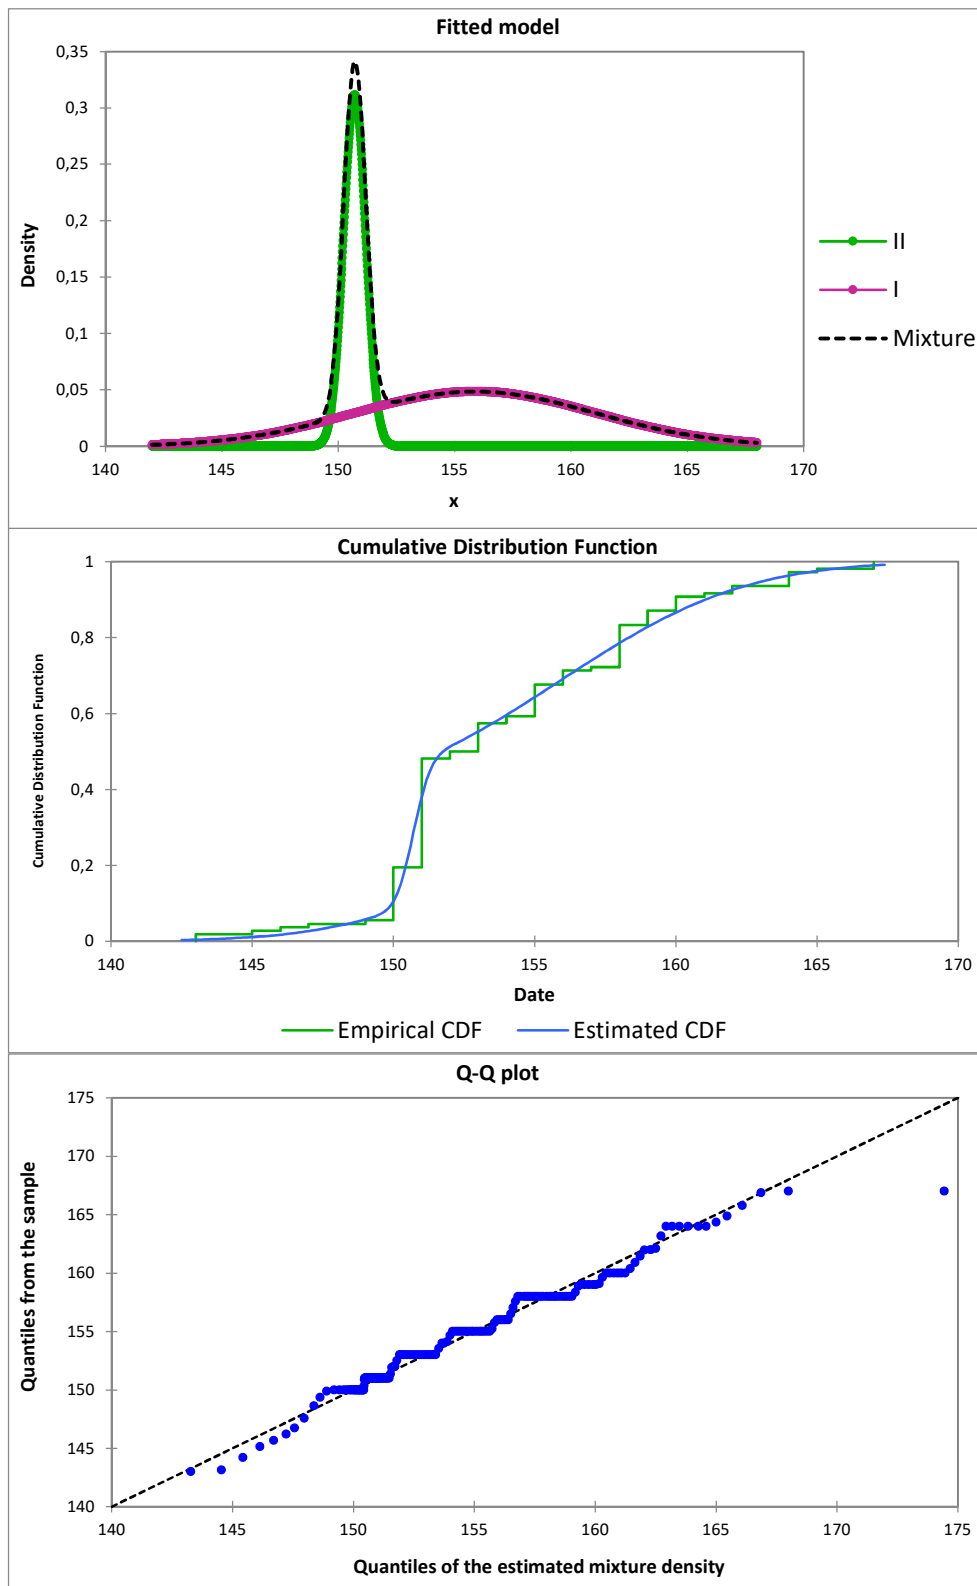 Fitted model
0,35
0,3
0,25
0,2
0,15
0,1
0,05
0
140 145 150 155 160 165 170
Density
x
II
I
Mixture
Cumulative Distribution Function
1
0,8
0,6
0,4
0,2
0
140 145 150 155 160 165 170
Cumulative Distribution Function
Date
Empirical CDF Estimated CDF
Q-Q plot
175
170
165
160
155
150
145
140
140 145 150 155 160 165 170 175
Quantiles from the sample
Quantiles of the estimated mixture density